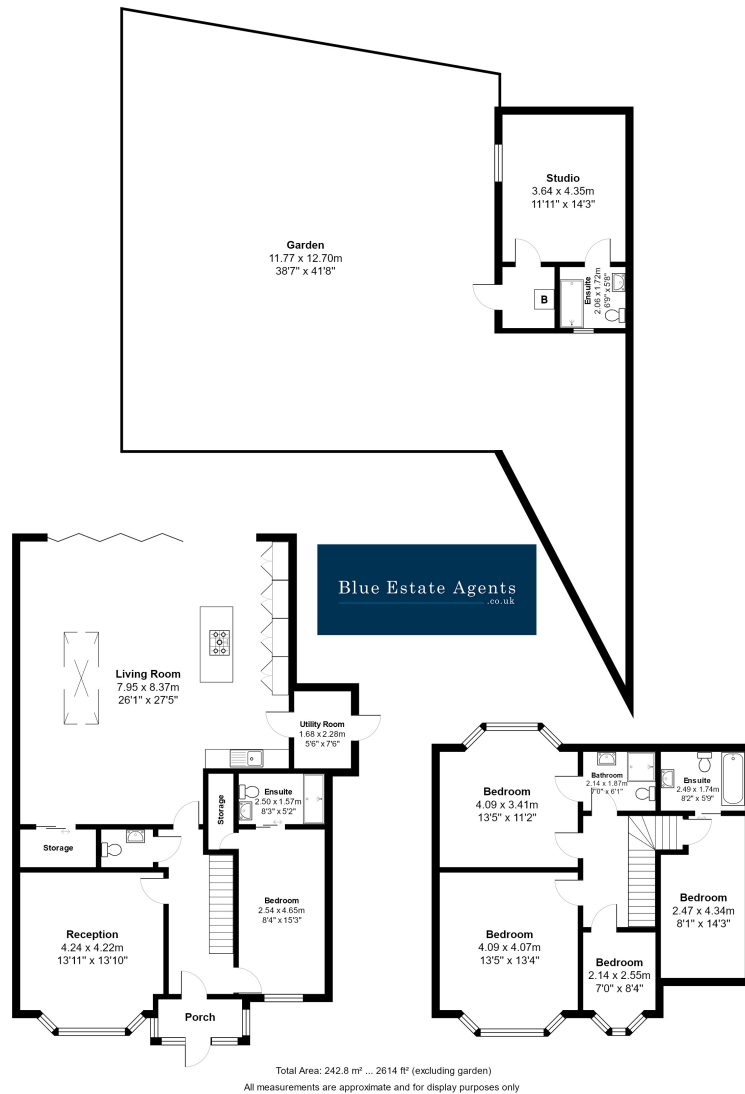 Studio
3.64 x 4.35m
11'11" x 14'3"
Garden
11.77 x 12.70m
38'7" x 41'8"
B
Ensuite
2.06 x 1.72m
6'9" x 5'8"
Blue Estate Agents
.co.uk
Living Room
7.95 x 8.37m
26'1" x 27'5"
Utility Room
1.68 x 2.28m
5'6" x 7'6"
Storage
Ensuite
2.50 x 1.57m
8'3" x 5'2"
Storage
Bedroom
2.54 x 4.65m
8'4" x 15'3"
Reception
4.24 x 4.22m
13'11" x 13'10"
Porch
Bedroom
4.09 x 3.41m
13'5" x 11'2"
Bathroom
2.14 x 1.87m
7'0" x 6'1"
Ensuite
2.49 x 1.74m
8'2" x 5'9"
Bedroom
2.47 x 4.34m
8'1" x 14'3"
Bedroom
4.09 x 4.07m
13'5" x 13'4"
Bedroom
2.14 x 2.55m
7'0" x 8'4"
Total Area: 242.8 m² ... 2614 ft² (excluding garden)
All measurements are approximate and for display purposes only